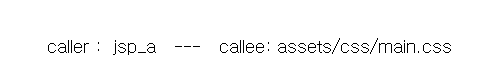 caller : jsp_a --- callee: assets/css/main.css